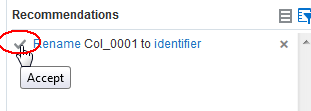 Recommendations
Rename Col_0001 to identifier
Accept